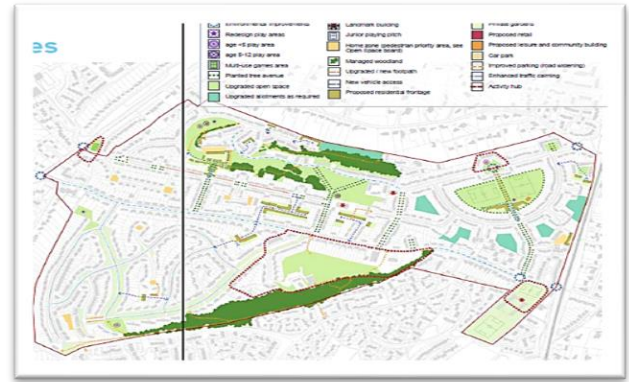 es
Environmental improvements
Redesign play areas
age <8 play area
age 8-12 play area
Multi-use games area
Planted tree avenue
Upgraded open space
Upgraded allotments as required
Landmark building
Junior playing pitch
Home zone (pedestrian priority area, see
Open Space board)
Managed woodland
Upgraded / new footpath
New vehicle access
Proposed residential frontage
Private gardens
Proposed retail
Proposed leisure and community building
Car park
Improved parking (road widening)
Enhanced traffic calming
Activity hub